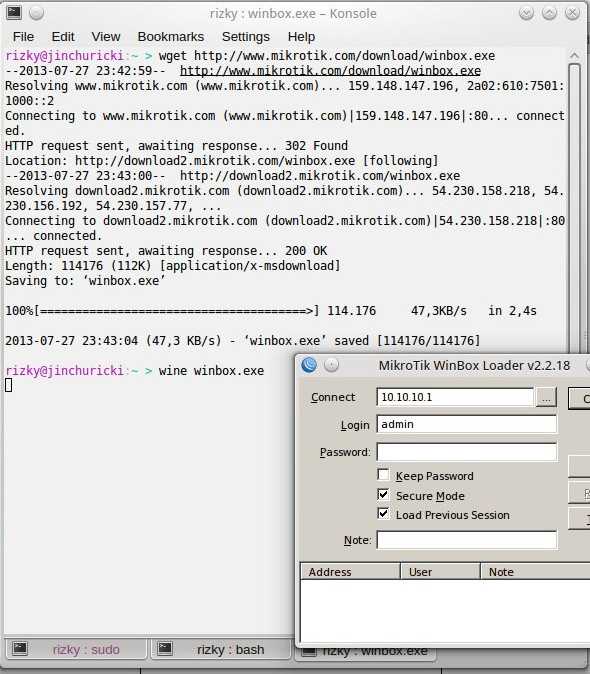 rizky : winbox.exe – Konsole
File Edit View Bookmarks Settings Help
rizky@jinchuricki:~ > wget http://www.mikrotik.com/download/winbox.exe
--2013-07-27 23:42:59--  http://www.mikrotik.com/download/winbox.exe
Resolving www.mikrotik.com (www.mikrotik.com)... 159.148.147.196, 2a02:610:7501:
1000::2
Connecting to www.mikrotik.com (www.mikrotik.com)|159.148.147.196|:80... connect
ed.
HTTP request sent, awaiting response... 302 Found
Location: http://download2.mikrotik.com/winbox.exe [following]
--2013-07-27 23:43:00--  http://download2.mikrotik.com/winbox.exe
Resolving download2.mikrotik.com (download2.mikrotik.com)... 54.230.158.218, 54.
230.156.192, 54.230.157.77, ...
Connecting to download2.mikrotik.com (download2.mikrotik.com)|54.230.158.218|:80
... connected.
HTTP request sent, awaiting response... 200 OK
Length: 114176 (112K) [application/x-msdownload]
Saving to: ‘winbox.exe’
100%[======================================>] 114.176     47,3KB/s   in 2,4s
2013-07-27 23:43:04 (47,3 KB/s) - ‘winbox.exe’ saved [114176/114176]
rizky@jinchuricki:~ > wine winbox.exe
MikroTik WinBox Loader v2.2.18
Connect 10.10.10.1 ...
Login admin
Password:
Keep Password
Secure Mode
Load Previous Session
Note:
Address User Note
rizky : sudo rizky : bash rizky : winbox.exe